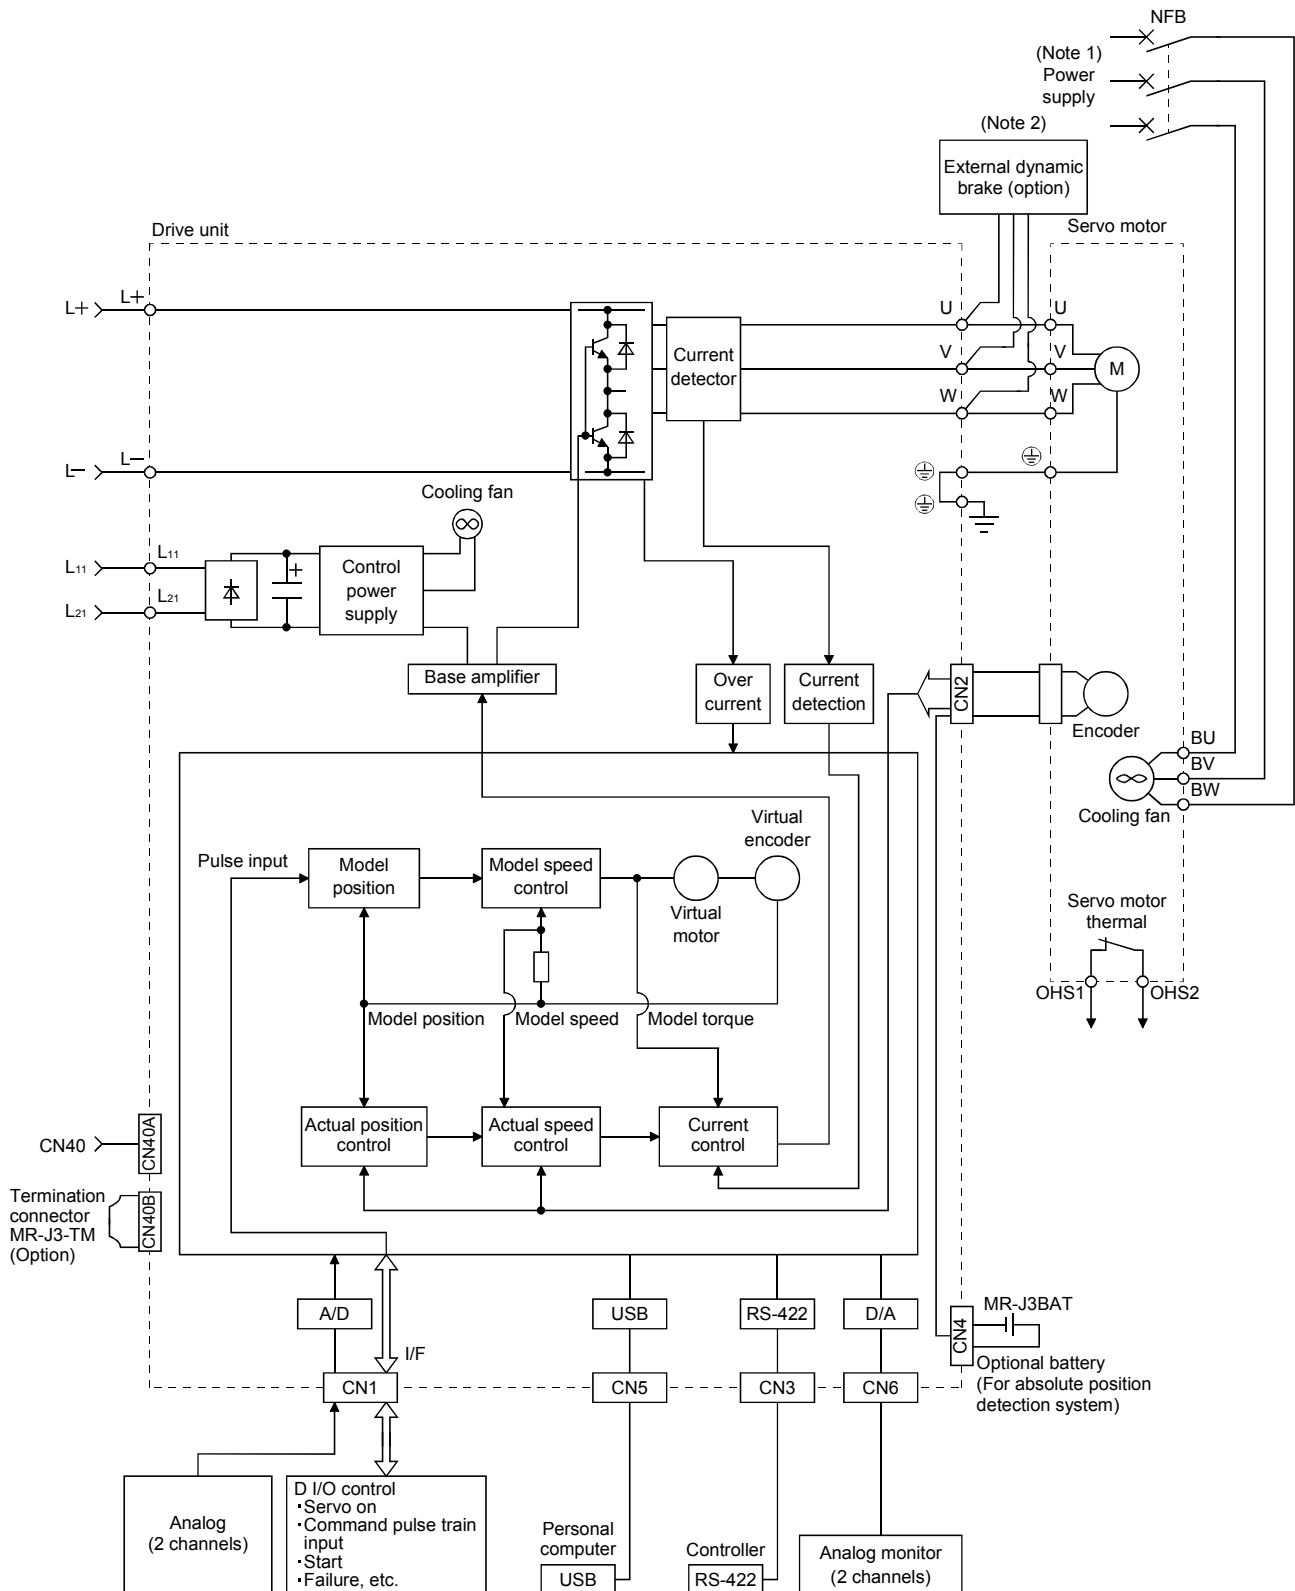 NFB
(Note 1)
Power
supply
(Note 2)
External dynamic
brake (option)
Drive unit
Servo motor
L+
L+
U
U
V
V
W
W
Current
detector
M
L−
L−
Cooling fan
L11
L11
L21
L21
+
Control
power
supply
Base amplifier
Over
current
Current
detection
CN2
Encoder
BU
BV
BW
Cooling fan
Virtual
encoder
Pulse input
Model
position
Model speed
control
Virtual
motor
Servo motor
thermal
OHS1
OHS2
Model position
Model speed
Model torque
Actual position
control
Actual speed
control
Current
control
CN40
CN40A
Termination
connector
MR-J3-TM
(Option)
CN40B
A/D
USB
RS-422
D/A
I/F
CN4
MR-J3BAT
Optional battery
(For absolute position
detection system)
CN1
CN5
CN3
CN6
Analog
(2 channels)
D I/O control
･Servo on
･Command pulse train
input
･Start
･Failure, etc.
Personal
computer
USB
Controller
RS-422
Analog monitor
(2 channels)